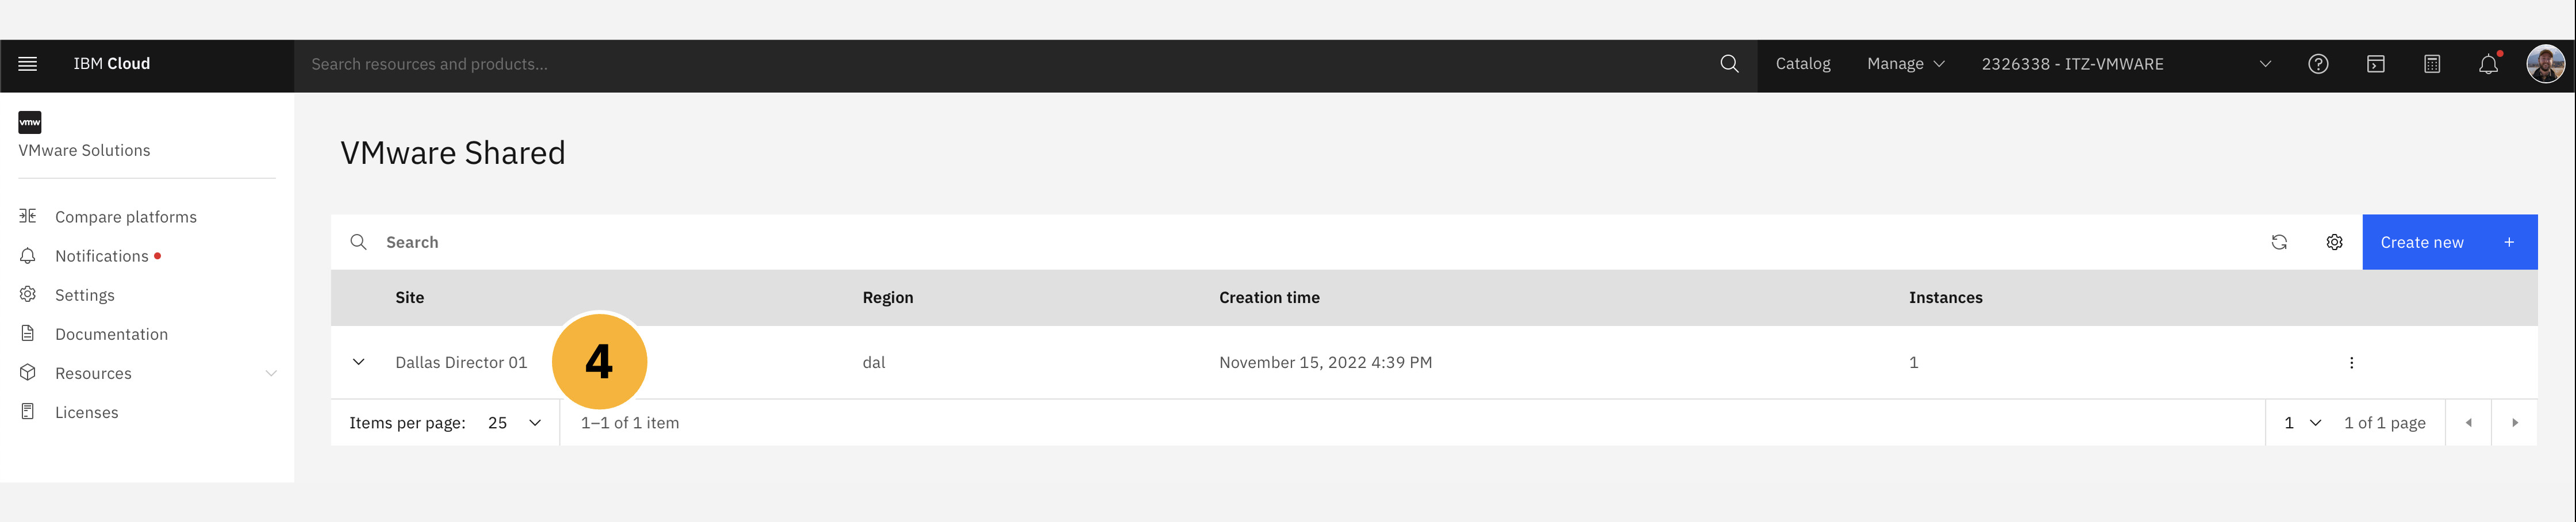 IBM Cloud
Search resources and products...
Catalog
Manage
2326338 - ITZ-VMWARE
vmw
VMware Solutions
Compare platforms
Notifications
Settings
Documentation
Resources
Licenses
VMware Shared
Search
Create new +
Site Region Creation time Instances
Dallas Director 01 4 dal November 15, 2022 4:39 PM 1
Items per page: 25 1–1 of 1 item 1 1 of 1 page